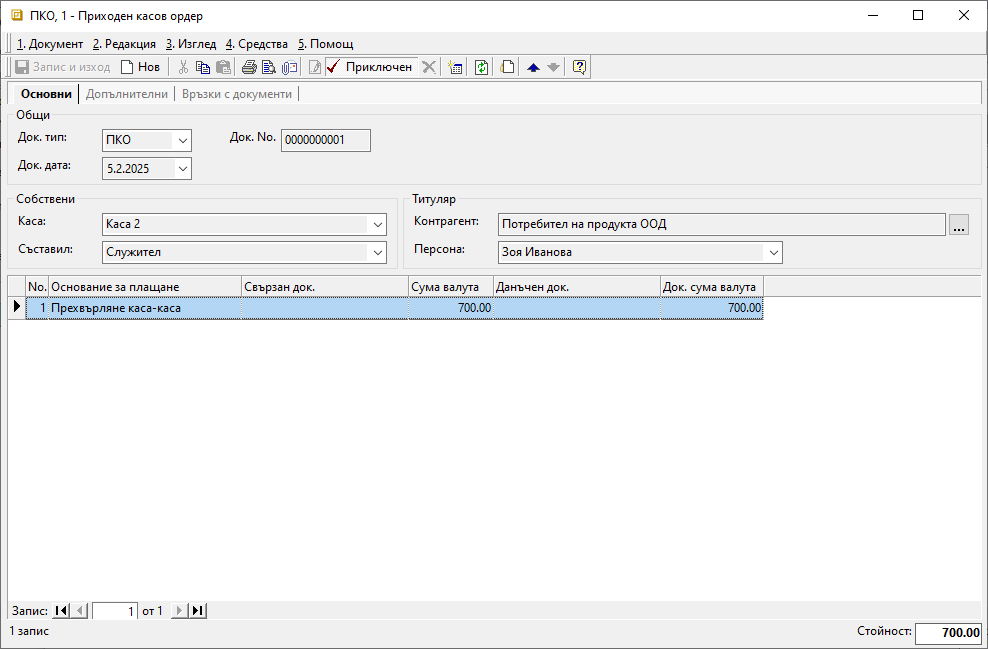 ПКО, 1 - Приходен касов ордер
1. Документ 2. Редакция 3. Изглед 4. Средства 5. Помощ
Запис и изход Нов Приключен
Основни Допълнителни Връзки с документи
Общи
Док. тип: ПКО Док. No. 0000000001
Док. дата: 5.2.2025
Собствени Титуляр
Каса: Каса 2 Контрагент: Потребител на продукта ООД ...
Съставил: Служител Персона: Зоя Иванова
No. Основание за плащане Свързан док. Сума валута Данъчен док. Док. сума валута
1 Прехвърляне каса-каса 700.00 700.00
Запис: 1 от 1
1 запис Стойност: 700.00